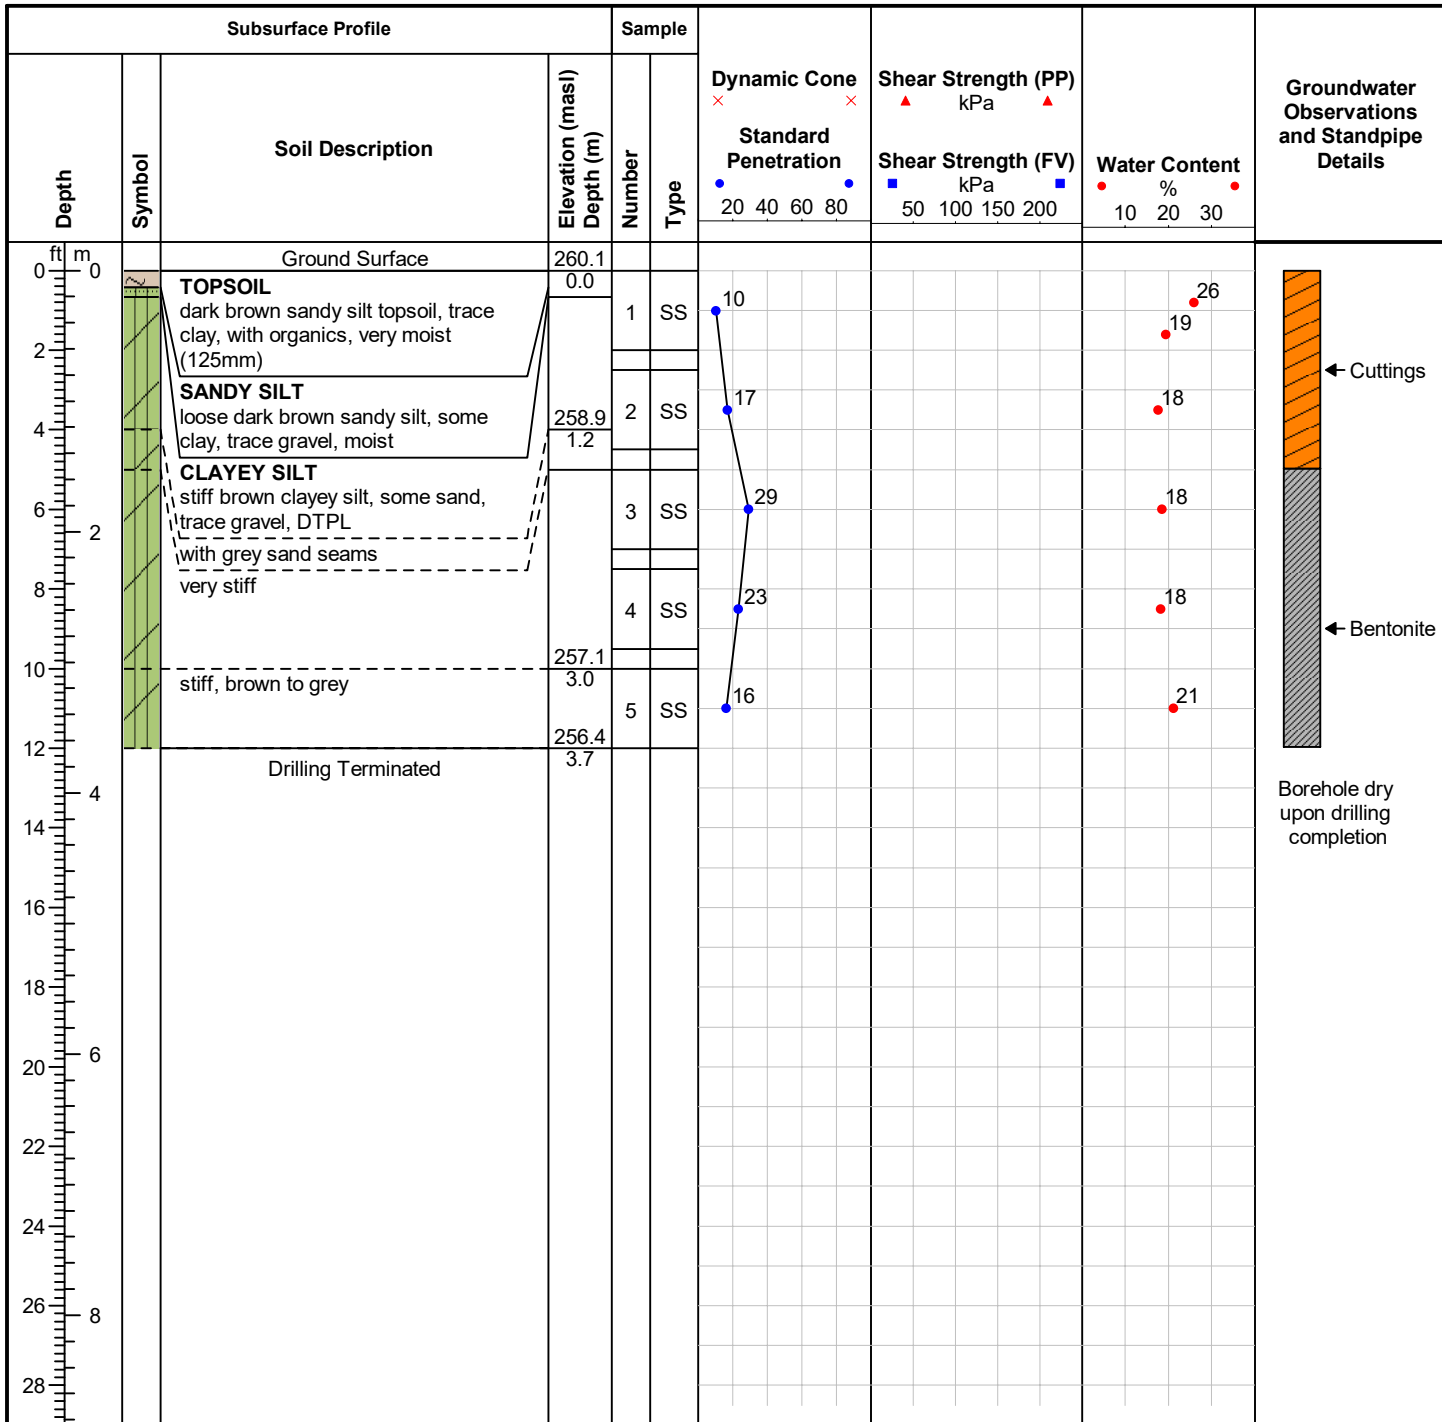 Subsurface Profile
Sample
Depth
Symbol
Soil Description
Elevation (masl)
Depth (m)
Number
Type
Dynamic Cone
Standard
Penetration
20 40 60 80
Shear Strength (PP)
kPa
Shear Strength (FV)
kPa
50 100 150 200
Water Content
%
10 20 30
Groundwater
Observations
and Standpipe
Details
ft m
0 0
2
4
6
2
8
10
12
4
14
16
18
6
20
22
24
26
8
28
Ground Surface
260.1
0.0
TOPSOIL
dark brown sandy silt topsoil, trace
clay, with organics, very moist
(125mm)
SANDY SILT
loose dark brown sandy silt, some
clay, trace gravel, moist
258.9
1.2
CLAYEY SILT
stiff brown clayey silt, some sand,
trace gravel, DTPL
with grey sand seams
very stiff
257.1
3.0
stiff, brown to grey
256.4
3.7
Drilling Terminated
1 SS
2 SS
3 SS
4 SS
5 SS
10
17
29
23
16
26
19
18
18
18
21
Cuttings
Bentonite
Borehole dry
upon drilling
completion